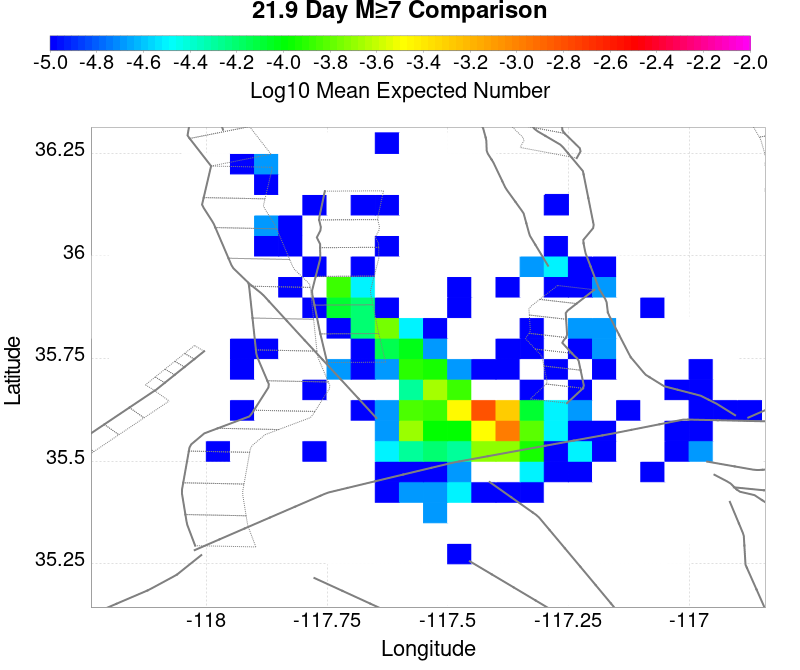 21.9 Day M≥7 Comparison
-5.0 -4.8 -4.6 -4.4 -4.2 -4.0 -3.8 -3.6 -3.4 -3.2 -3.0 -2.8 -2.6 -2.4 -2.2 -2.0
Log10 Mean Expected Number
36.25
36
35.75
35.5
35.25
Latitude
-118 -117.75 -117.5 -117.25 -117
Longitude